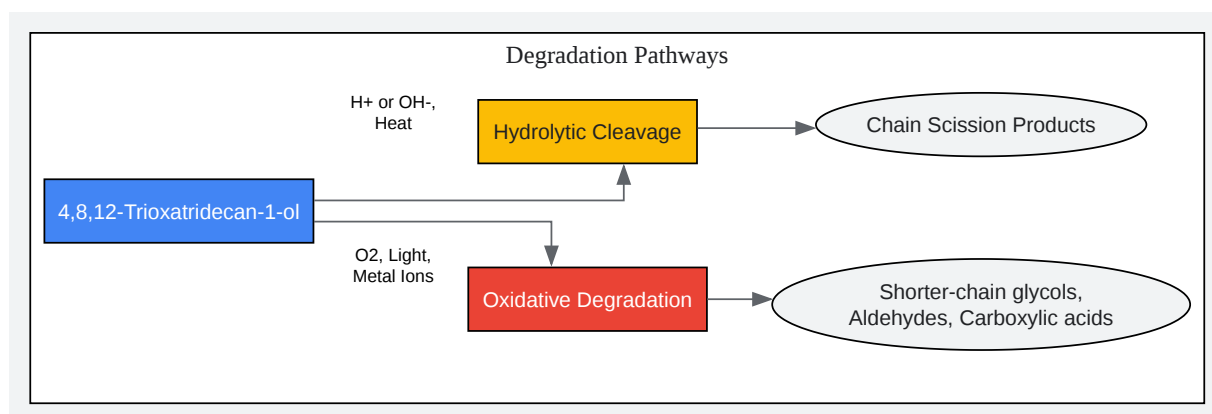 Degradation Pathways
H+ or OH-,
Heat
Hydrolytic Cleavage
Chain Scission Products
4,8,12-Trioxatridecan-1-ol
O2, Light,
Metal Ions
Oxidative Degradation
Shorter-chain glycols,
Aldehydes, Carboxylic acids